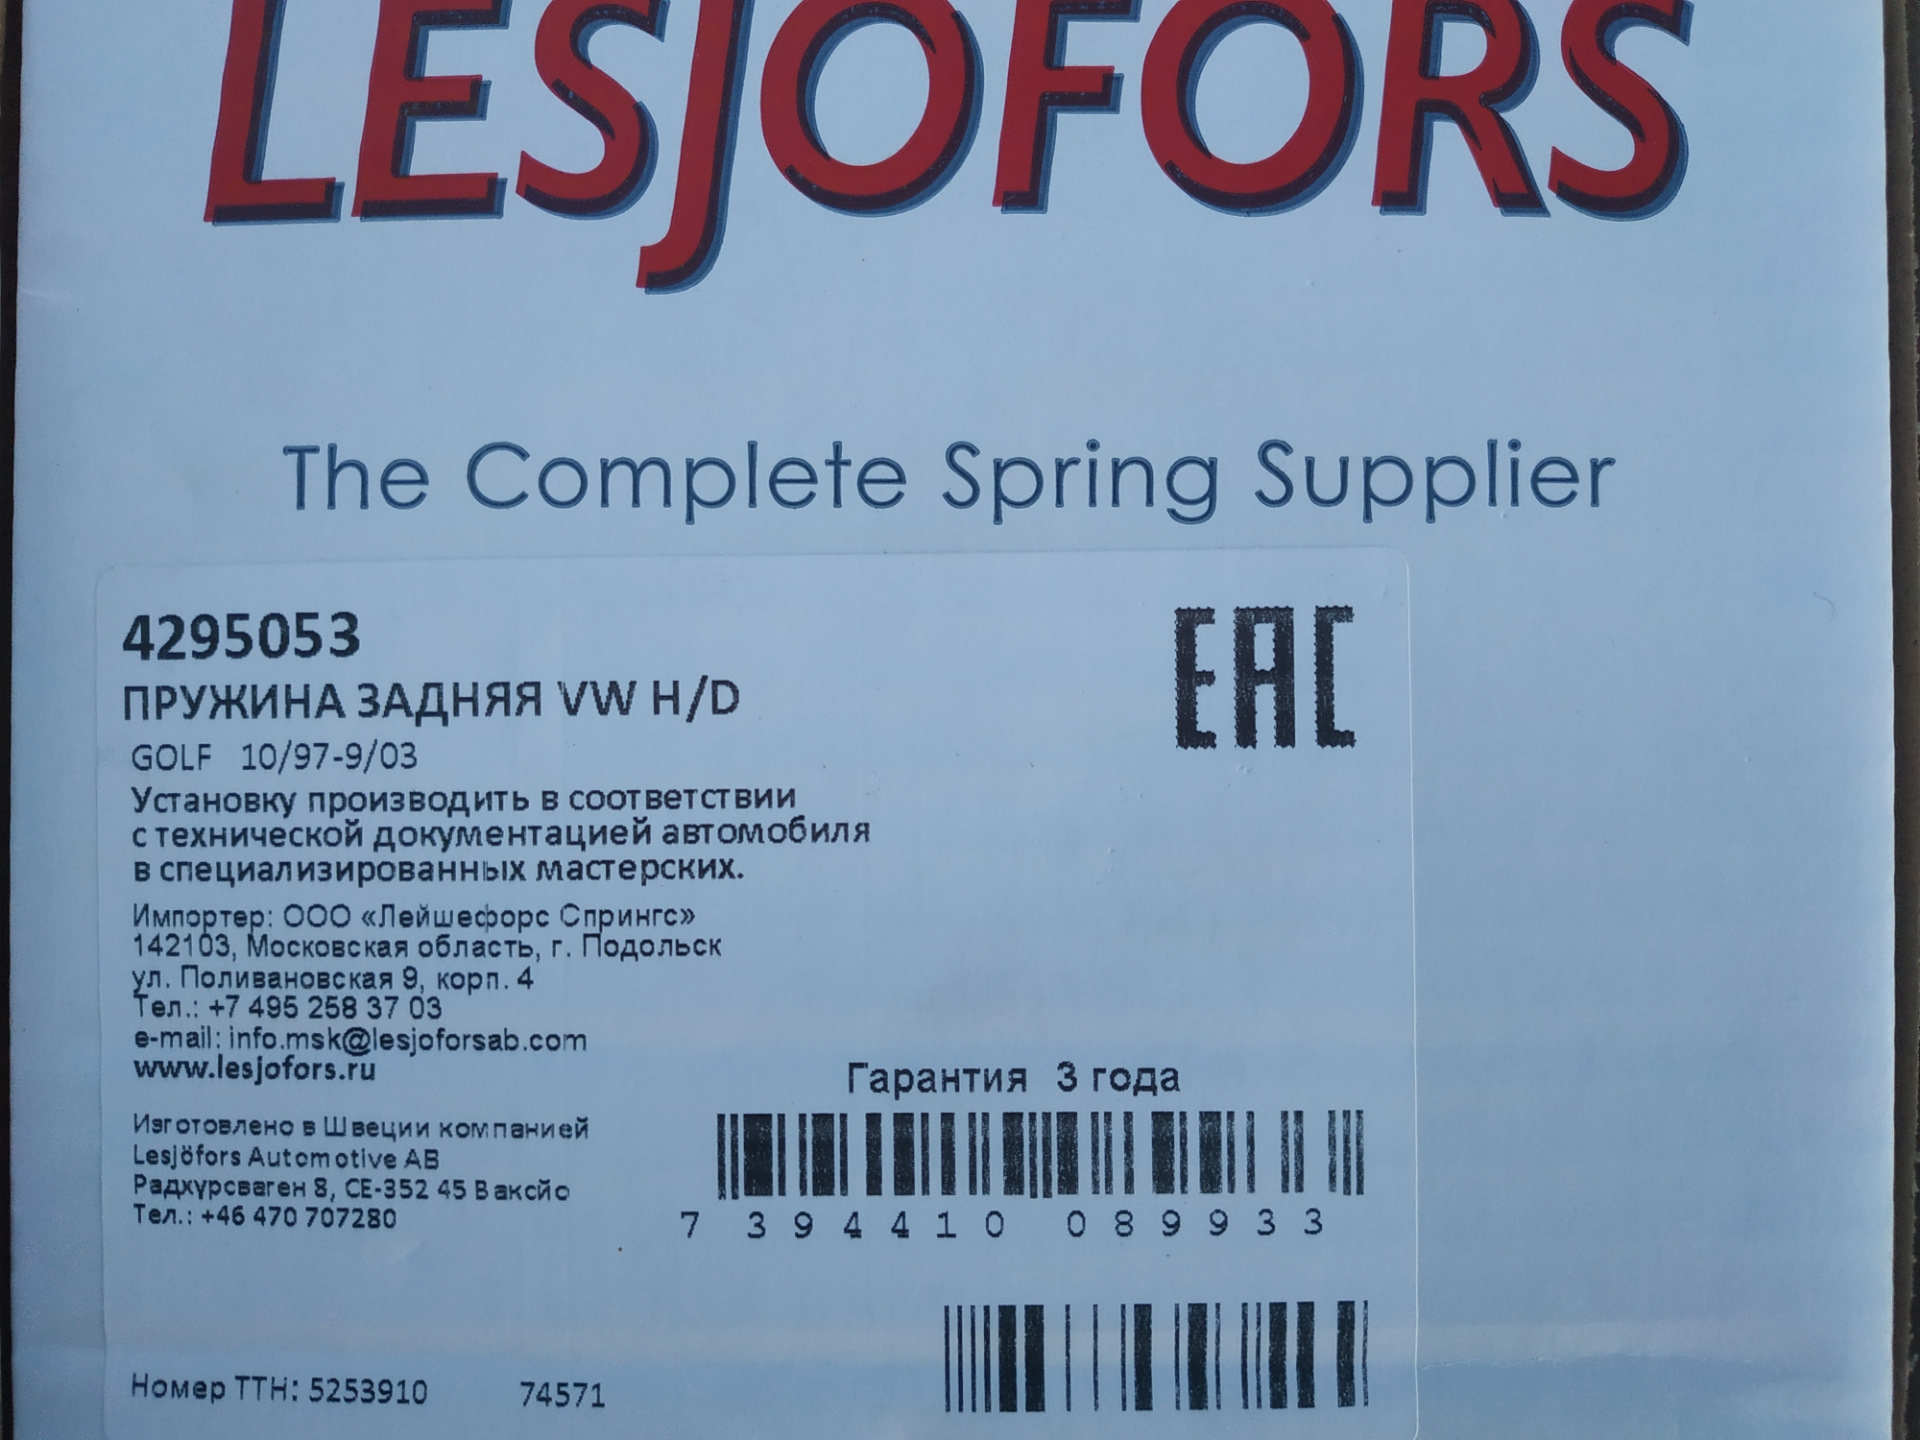 LESJOFORS
The Complete Spring Supplier
4295053
ПРУЖИНА ЗАДНЯЯ VW H/D
GOLF 10/97-9/03
Установку производить в соответствии
с технической документацией автомобиля
в специализированных мастерских.
EAC
Импортер: ООО «Лейшефорс Спрингс»
142103, Московская область, г. Подольск
ул. Поливановская 9, корп. 4
Тел.: +7 495 258 37 03
e-mail: info.msk@lesjoforsab.com
www.lesjofors.ru
Гарантия 3 года
Изготовлено в Швеции компанией
Lesjöfors Automotive AB
Радхурсваген 8, СЕ-352 45 Ваксйо
Тел.: +46 470 707280
7 394410 089933
Номер ТТН: 5253910 74571